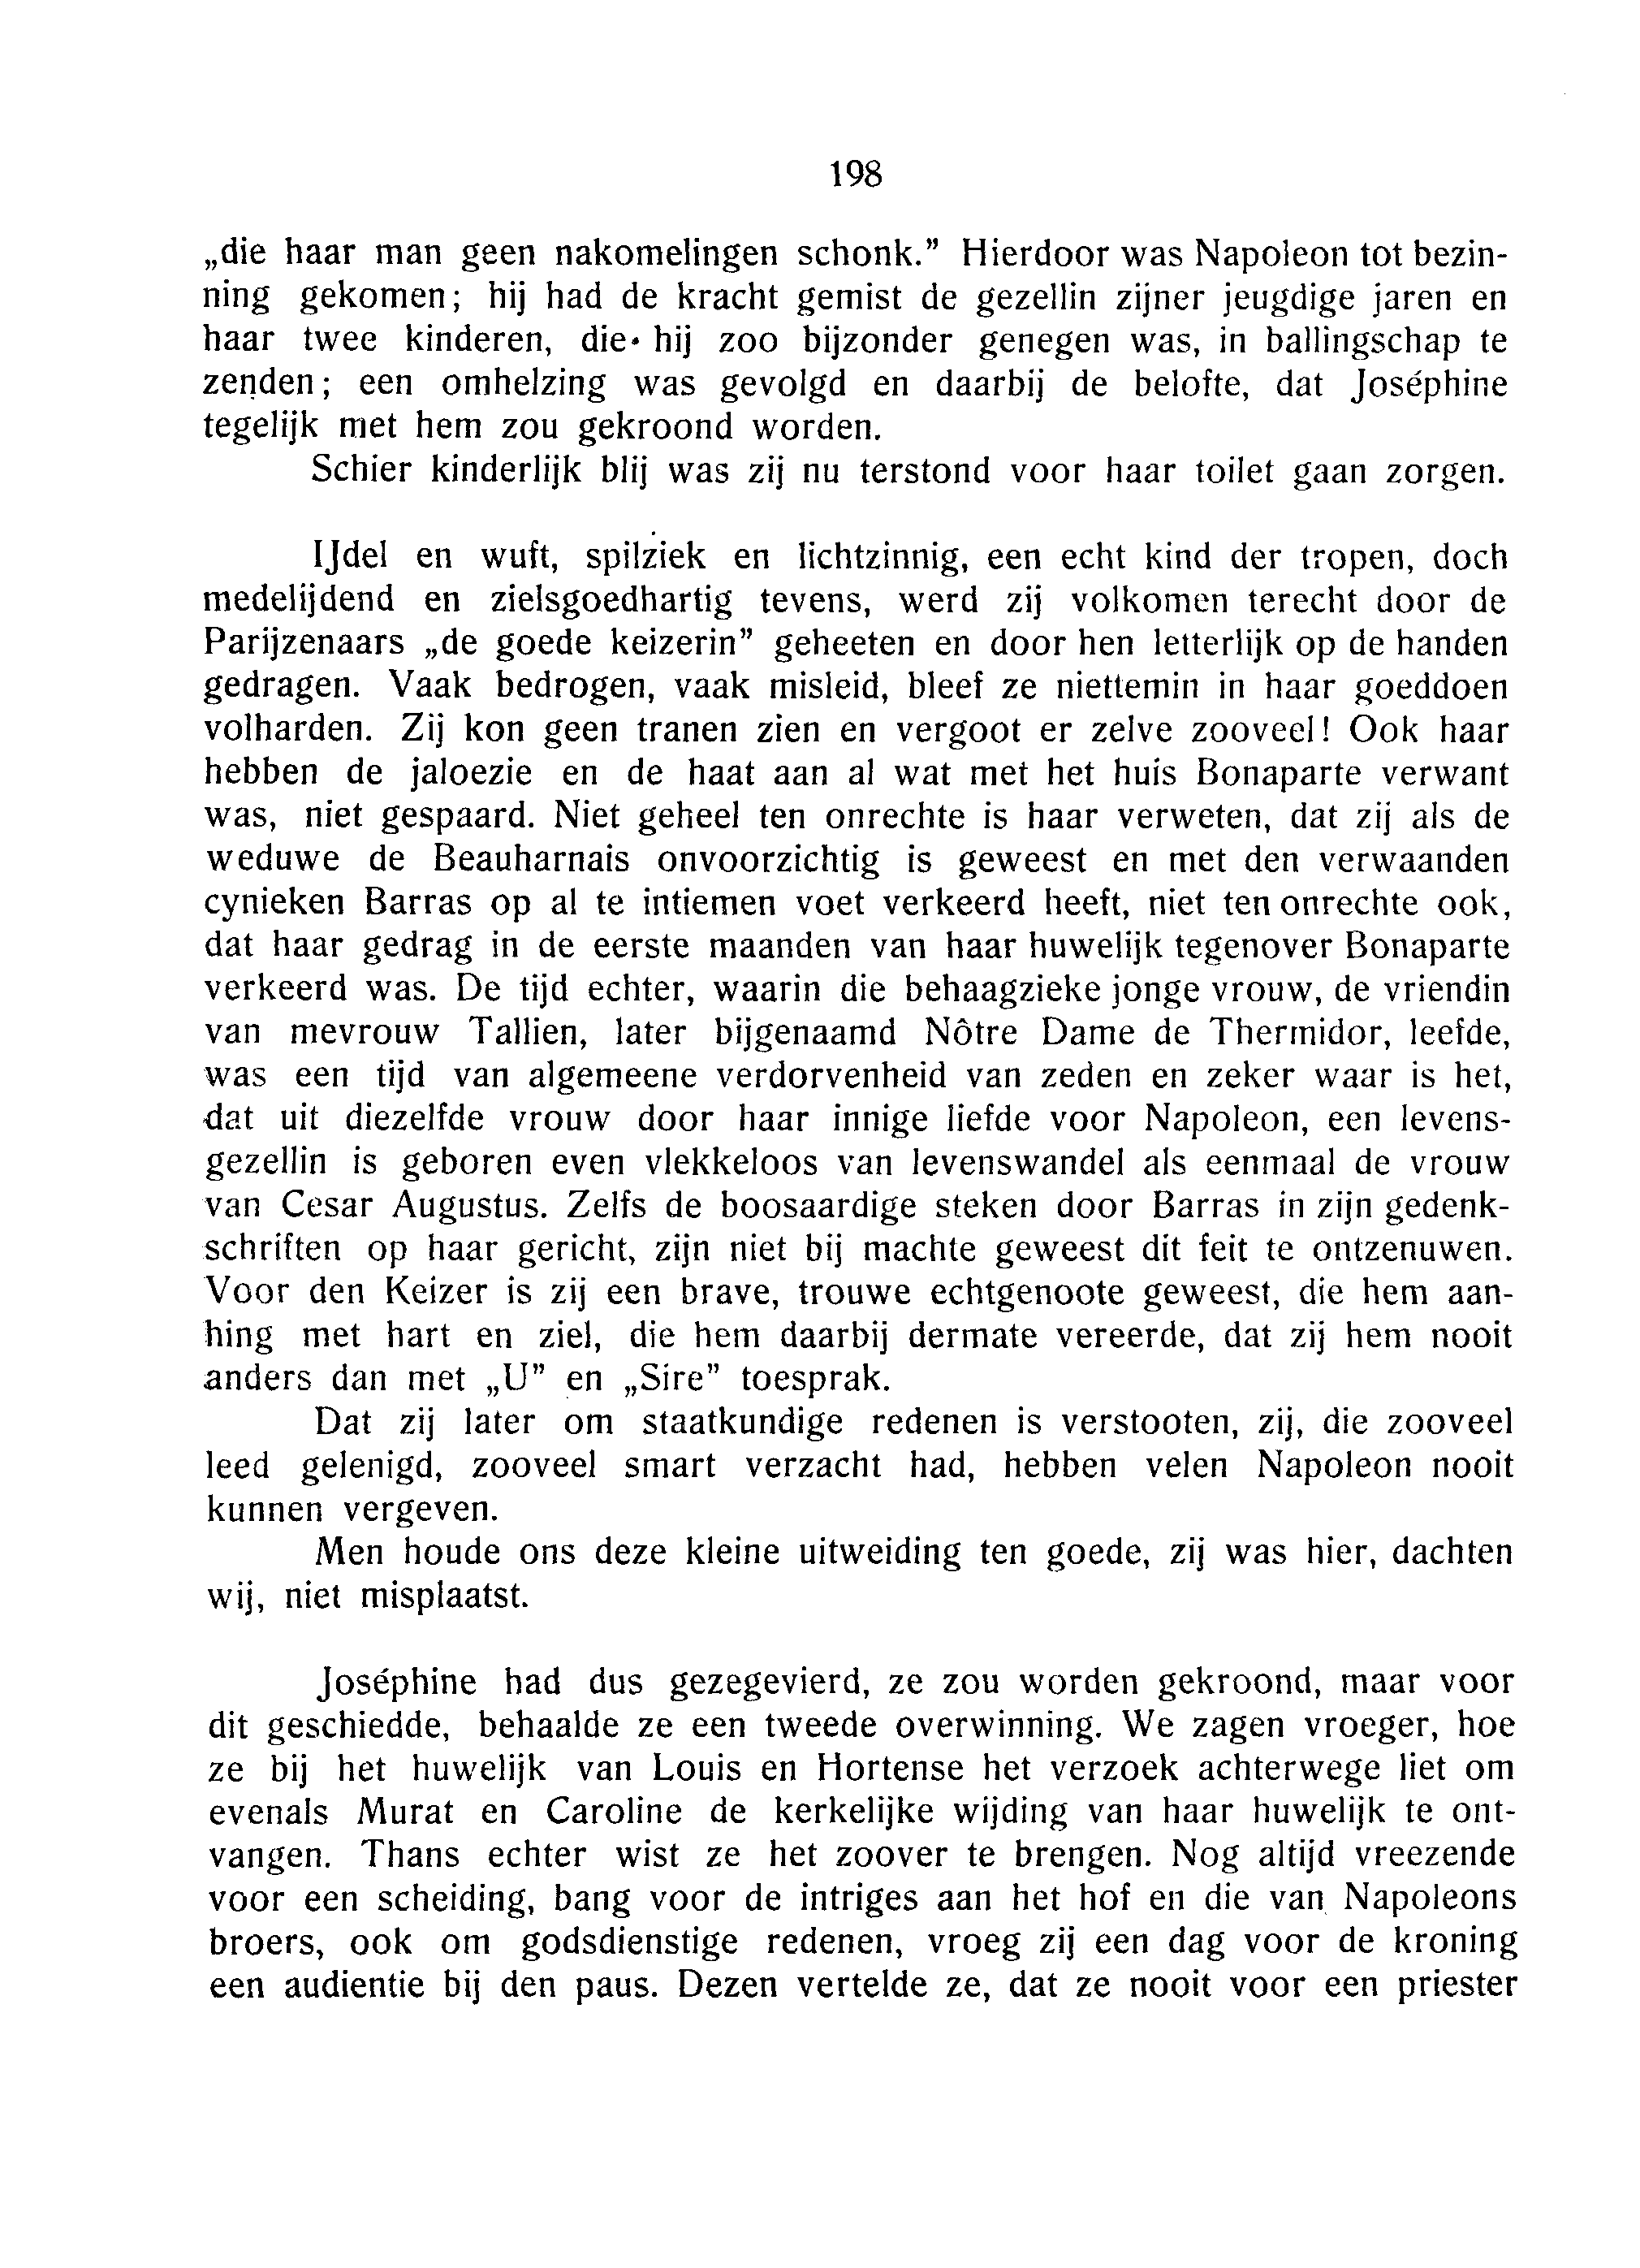 198
„die haar man geen nakomelingen schonk.” Hierdoor was Napoleon tot bezin-
ning gekomen; hij had de kracht gemist de gezellin zijner jeugdige jaren en
haar twee kinderen, die hij zoo bijzonder genegen was, in ballingschap te
zenden; een omhelzing was gevolgd en daarbij de belofte, dat Joséphine
tegelijk met hem zou gekroond worden.
Schier kinderlijk blij was zij nu terstond voor haar toilet gaan zorgen.
IJdel en wuft, spilziek en lichtzinnig, een echt kind der tropen, doch
medelijdend en zielsgoedhartig tevens, werd zij volkomen terecht door de
Parijzenaars „de goede keizerin” geheeten en door hen letterlijk op de handen
gedragen. Vaak bedrogen, vaak misleid, bleef ze niettemin in haar goeddoen
volharden. Zij kon geen tranen zien en vergoot er zelve zooveel! Ook haar
hebben de jaloezie en de haat aan al wat met het huis Bonaparte verwant
was, niet gespaard. Niet geheel ten onrechte is haar verweten, dat zij als de
weduwe de Beauharnais onvoorzichtig is geweest en met den verwaanden
cynieken Barras op al te intiemen voet verkeerd heeft, niet ten onrechte ook,
dat haar gedrag in de eerste maanden van haar huwelijk tegenover Bonaparte
verkeerd was. De tijd echter, waarin die behaagzieke jonge vrouw, de vriendin
van mevrouw Tallien, later bijgenaamd Nôtre Dame de Thermidor, leefde,
was een tijd van algemeene verdorvenheid van zeden en zeker waar is het,
dat uit diezelfde vrouw door haar innige liefde voor Napoleon, een levens-
gezellin is geboren even vlekkeloos van levenswandel als eenmaal de vrouw
van Cesar Augustus. Zelfs de boosaardige steken door Barras in zijn gedenk-
schriften op haar gericht, zijn niet bij machte geweest dit feit te ontzenuwen.
Voor den Keizer is zij een brave, trouwe echtgenoote geweest, die hem aan-
hing met hart en ziel, die hem daarbij dermate vereerde, dat zij hem nooit
anders dan met „U” en „Sire” toesprak.
Dat zij later om staatkundige redenen is verstooten, zij, die zooveel
leed gelenigd, zooveel smart verzacht had, hebben velen Napoleon nooit
kunnen vergeven.
Men houde ons deze kleine uitweiding ten goede, zij was hier, dachten
wij, niet misplaatst.
Joséphine had dus gezegevierd, ze zou worden gekroond, maar voor
dit geschiedde, behaalde ze een tweede overwinning. We zagen vroeger, hoe
ze bij het huwelijk van Louis en Hortense het verzoek achterwege liet om
evenals Murat en Caroline de kerkelijke wijding van haar huwelijk te ont-
vangen. Thans echter wist ze het zoover te brengen. Nog altijd vreezende
voor een scheiding, bang voor de intriges aan het hof en die van Napoleons
broers, ook om godsdienstige redenen, vroeg zij een dag voor de kroning
een audientie bij den paus. Dezen vertelde ze, dat ze nooit voor een priester